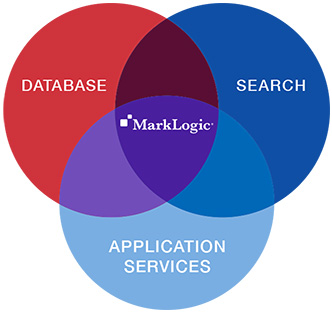 DATABASE
SEARCH
MarkLogic
APPLICATION
SERVICES